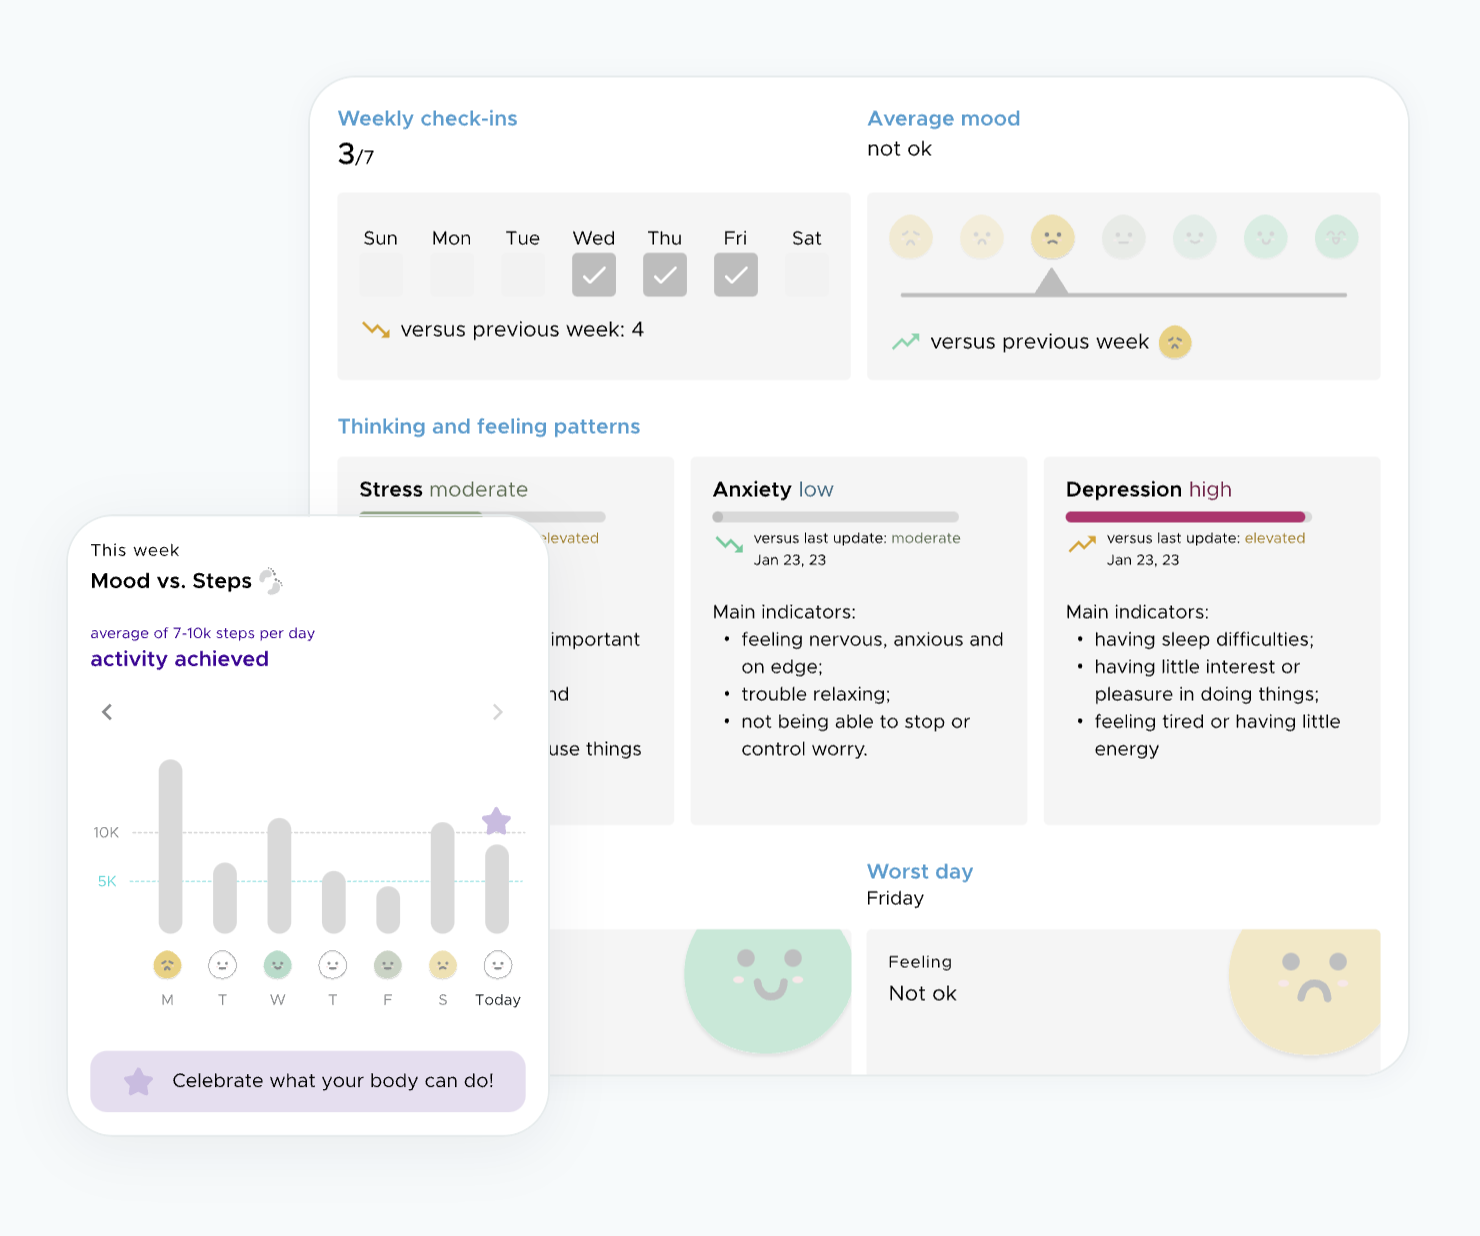 Weekly check-ins
3/7
Sun Mon Tue Wed Thu Fri Sat
versus previous week: 4
Average mood
not ok
versus previous week
Thinking and feeling patterns
Stress moderate
elevated
important
use things
Anxiety low
versus last update: moderate
Jan 23, 23
Main indicators:
• feeling nervous, anxious and
on edge;
• trouble relaxing;
• not being able to stop or
control worry.
Depression high
versus last update: elevated
Jan 23, 23
Main indicators:
• having sleep difficulties;
• having little interest or
pleasure in doing things;
• feeling tired or having little
energy
Worst day
Friday
Feeling
Not ok
This week
Mood vs. Steps
average of 7-10k steps per day
activity achieved
10K
5K
M T W T F S Today
Celebrate what your body can do!